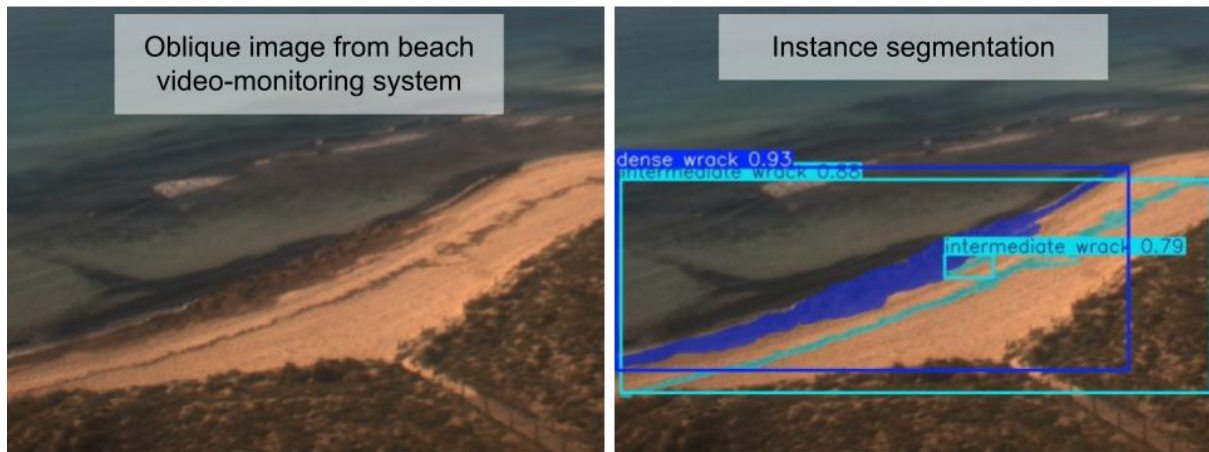 Oblique image from beach
video-monitoring system
Instance segmentation
dense wrack 0.93
intermediate wrack 0.88
intermediate wrack 0.79